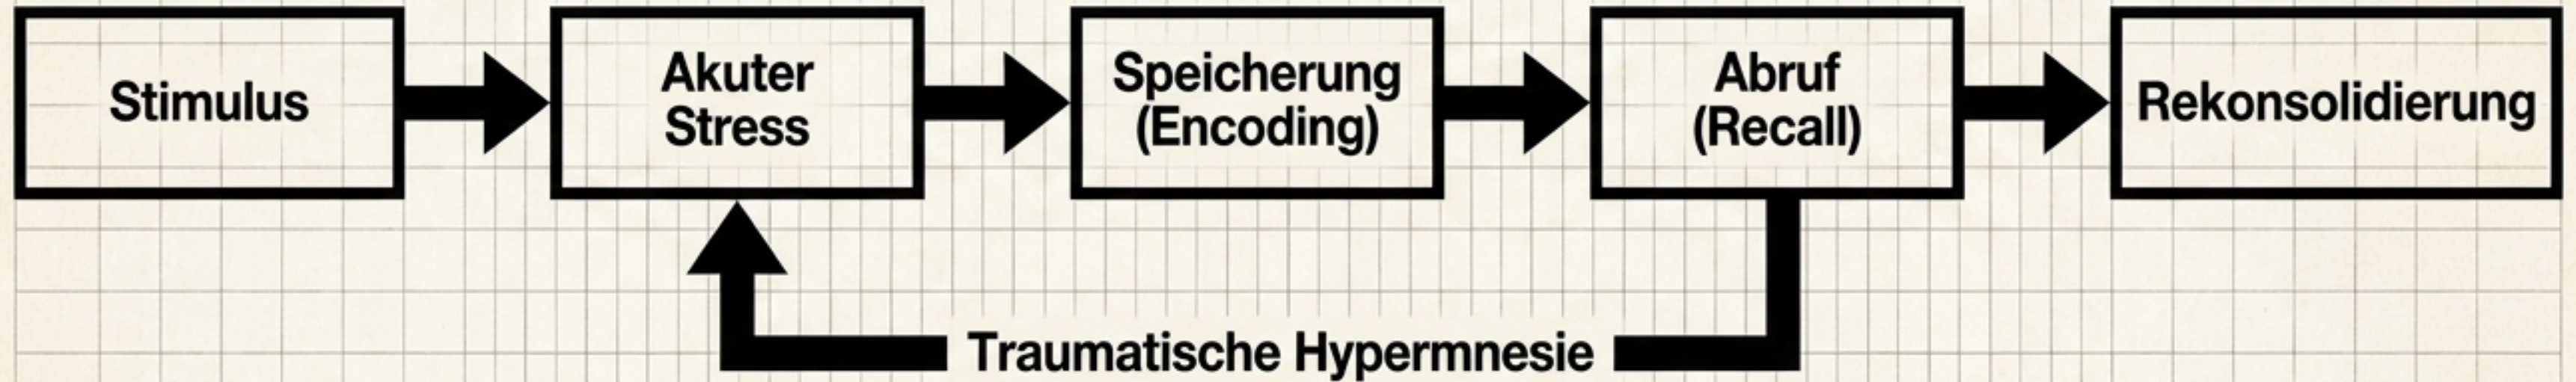 Stimulus
Akuter
Stress
Speicherung
(Encoding)
Abruf
(Recall)
Rekonsolidierung
Traumatische Hypermnesie